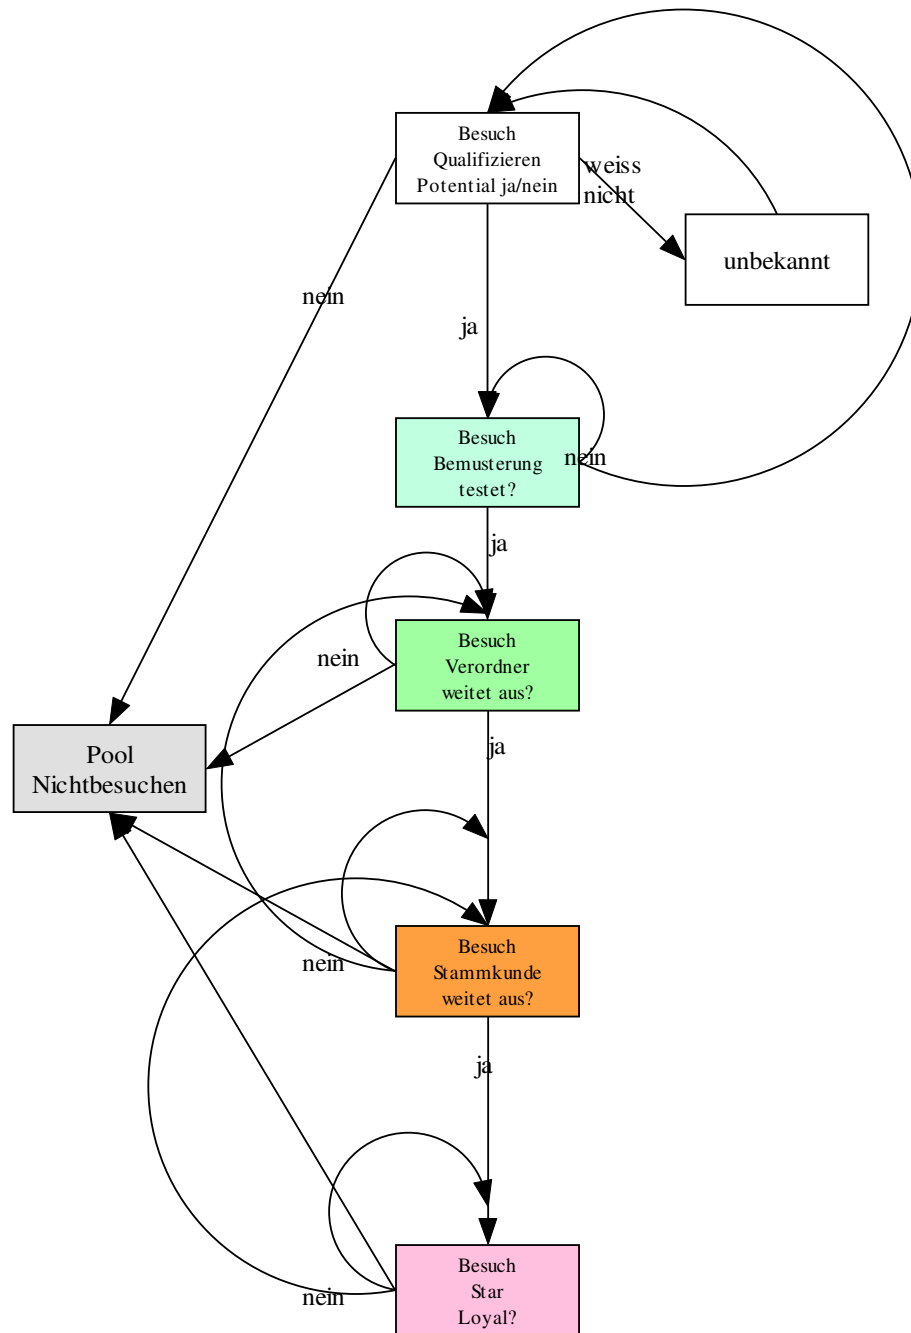 Besuch
Qualifizieren
Potential ja/nein
weiss
nicht
unbekannt
nein
ja
Besuch
Bemusterung
testet?
nein
ja
Besuch
Verordner
weitet aus?
nein
ja
Pool
Nichtbesuchen
Besuch
Stammkunde
weitet aus?
nein
ja
Besuch
Star
Loyal?
nein